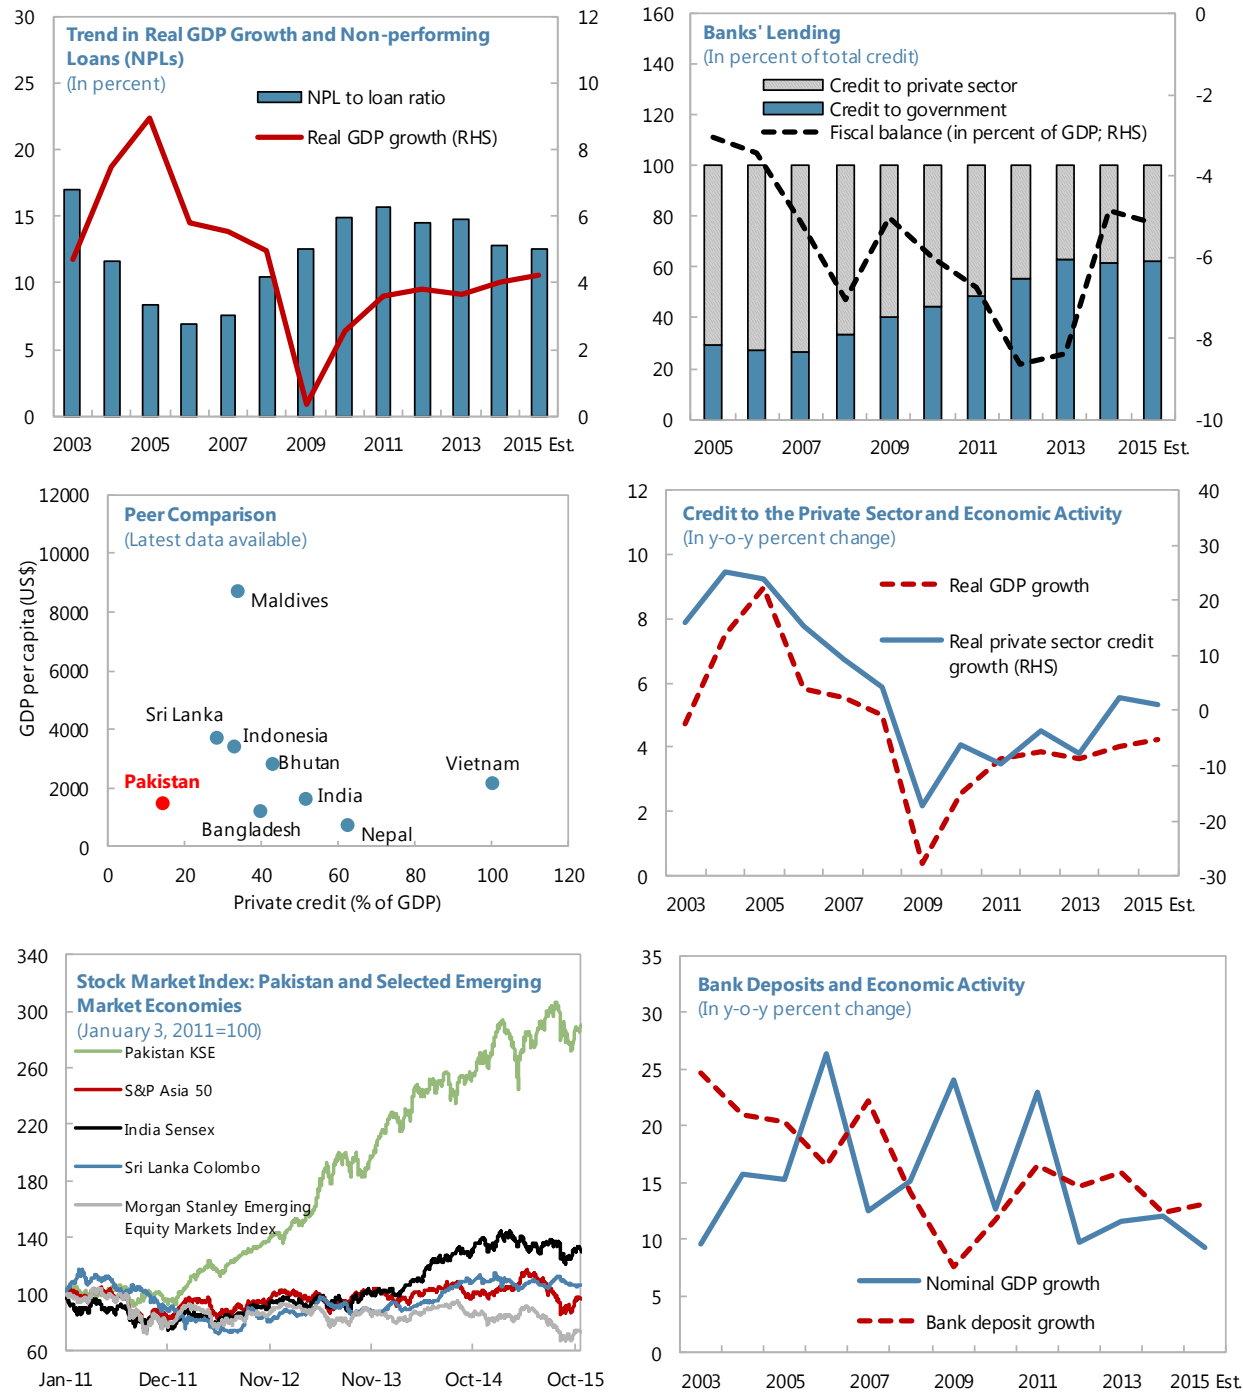 Trend in Real GDP Growth and Non-performing
Loans (NPLs)
(In percent)
NPL to loan ratio
Real GDP growth (RHS)
30
25
20
15
10
5
0
12
10
8
6
4
2
0
2003
2005
2007
2009
2011
2013
2015 Est.
Banks' Lending
(In percent of total credit)
Credit to private sector
Credit to government
Fiscal balance (in percent of GDP; RHS)
160
140
120
100
80
60
40
20
0
0
-2
-4
-6
-8
-10
2005
2007
2009
2011
2013
2015 Est.
Peer Comparison
(Latest data available)
GDP per capita (US$)
12000
10000
8000
6000
4000
2000
0
Maldives
Sri Lanka
Indonesia
Bhutan
Vietnam
Pakistan
India
Bangladesh
Nepal
0
20
40
60
80
100
120
Private credit (% of GDP)
Credit to the Private Sector and Economic Activity
(In y-o-y percent change)
Real GDP growth
Real private sector credit
growth (RHS)
12
10
8
6
4
2
0
40
30
20
10
0
-10
-20
-30
2003
2005
2007
2009
2011
2013
2015 Est.
Stock Market Index: Pakistan and Selected Emerging
Market Economies
(January 3, 2011=100)
Pakistan KSE
S&P Asia 50
India Sensex
Sri Lanka Colombo
Morgan Stanley Emerging
Equity Markets Index
340
300
260
220
180
140
100
60
Jan-11
Dec-11
Nov-12
Nov-13
Oct-14
Oct-15
Bank Deposits and Economic Activity
(In y-o-y percent change)
35
30
25
20
15
10
5
0
Nominal GDP growth
Bank deposit growth
2003
2005
2007
2009
2011
2013
2015 Est.